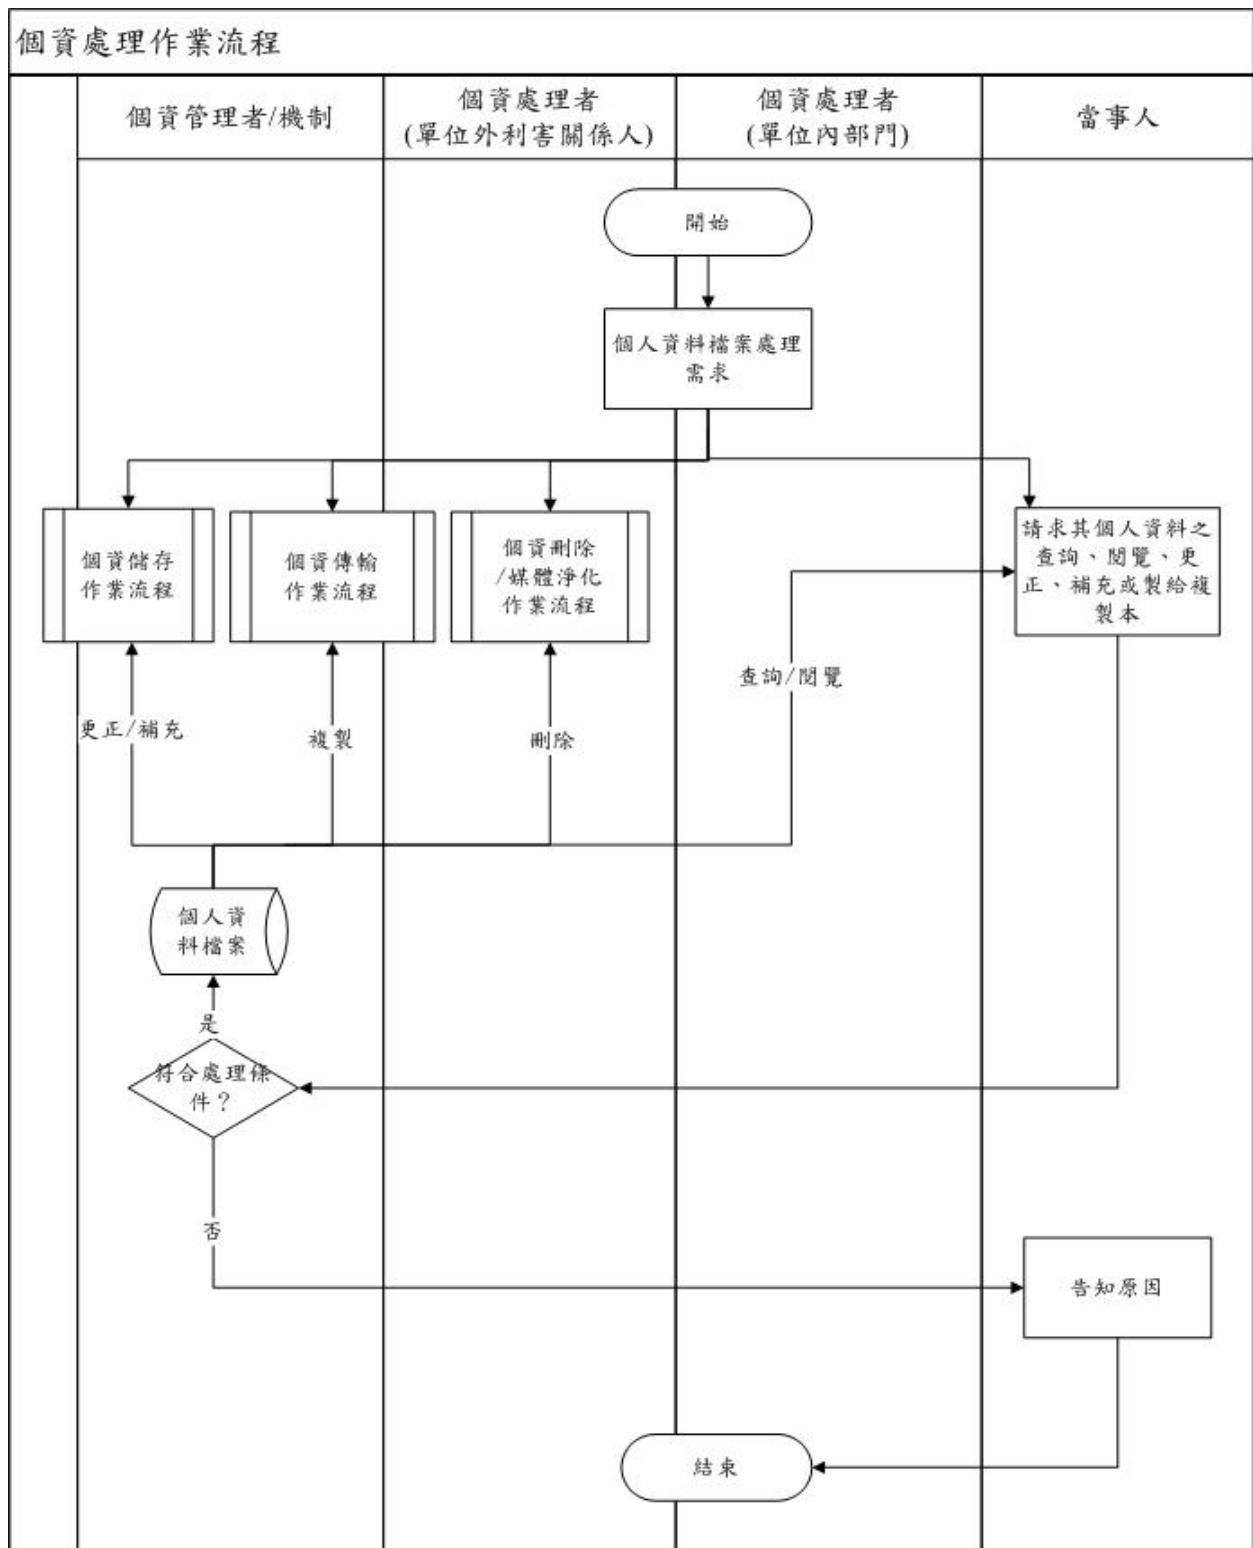 個資處理作業流程
個資管理者/機制
個資處理者
(單位外利害關係人)
個資處理者
(單位內部門)
當事人
開始
個人資料檔案處理
需求
個資儲存
作業流程
個資傳輸
作業流程
個資刪除
/媒體淨化
作業流程
請求其個人資料之
查詢、閱覽、更
正、補充或製給複
製本
查詢/閱覽
更正/補充
複製
刪除
個人資
料檔案
是
符合處理條
件？
否
告知原因
結束